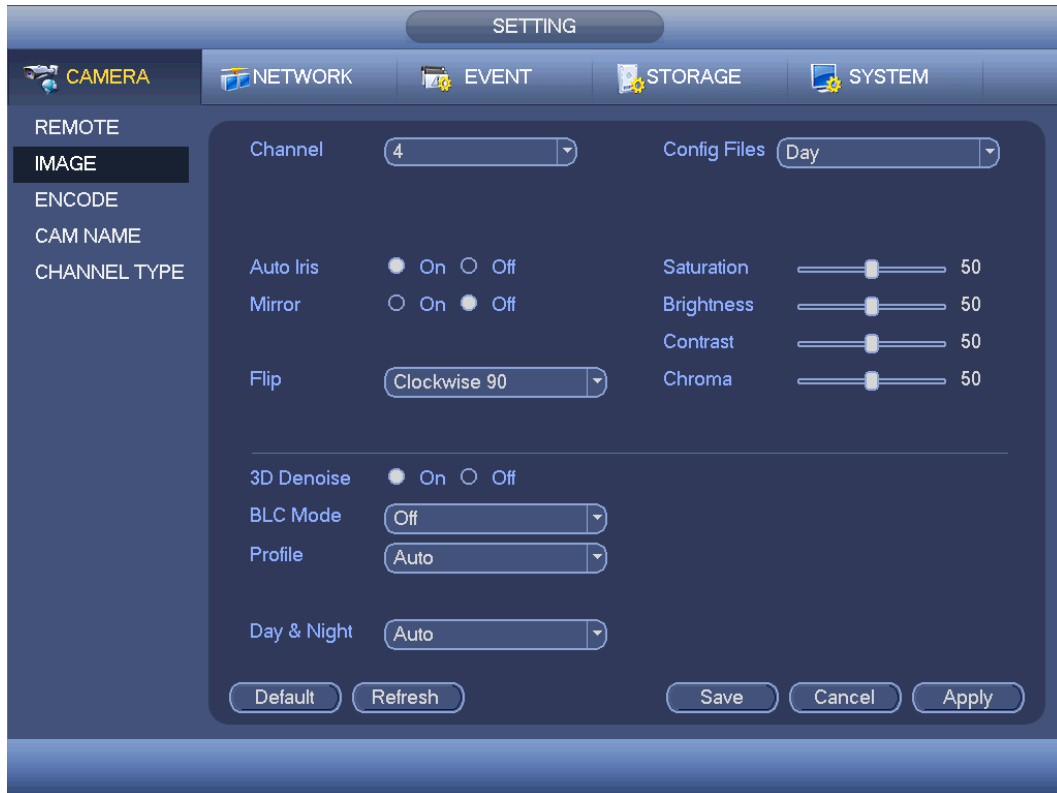 SETTING
CAMERA NETWORK EVENT STORAGE SYSTEM
REMOTE
IMAGE
ENCODE
CAM NAME
CHANNEL TYPE
Channel 4 Config Files Day
Auto Iris On Off Saturation 50
Mirror On Off Brightness 50
Contrast 50
Flip Clockwise 90 Chroma 50
3D Denoise On Off
BLC Mode Off
Profile Auto
Day & Night Auto
Default Refresh Save Cancel Apply